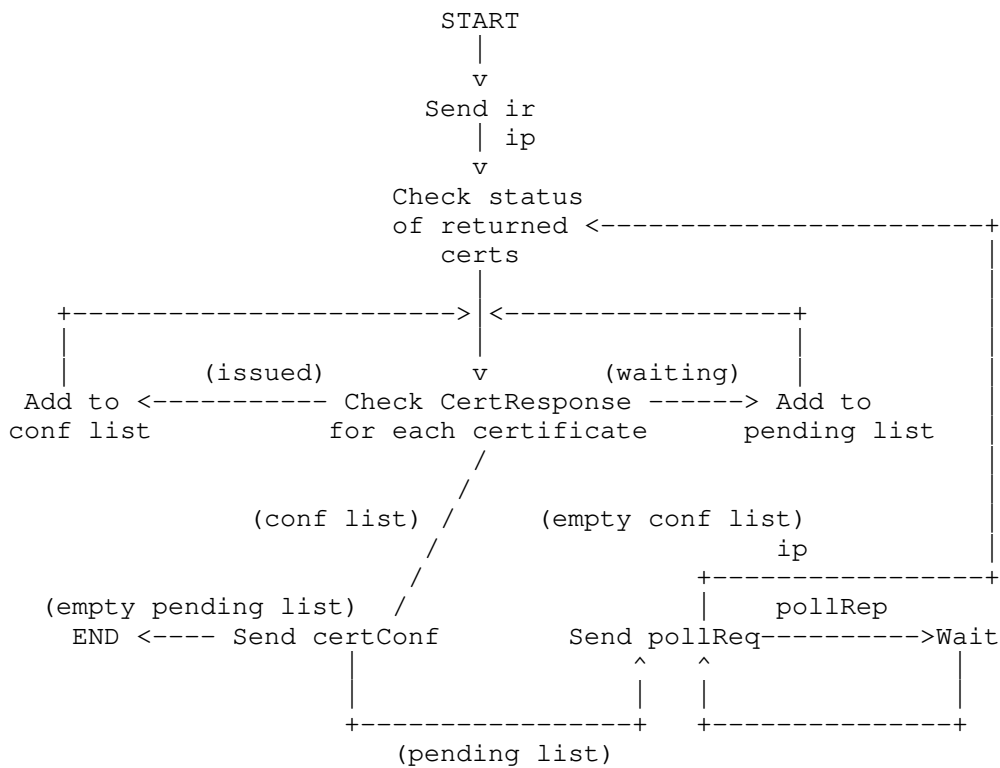 START
Send ir
ip
Check status
of returned
certs
(issued) (waiting)
Add to Check CertResponse Add to
conf list for each certificate pending list
(conf list) (empty conf list)
ip
(empty pending list) pollRep
END Send certConf Send pollReq Wait
(pending list)